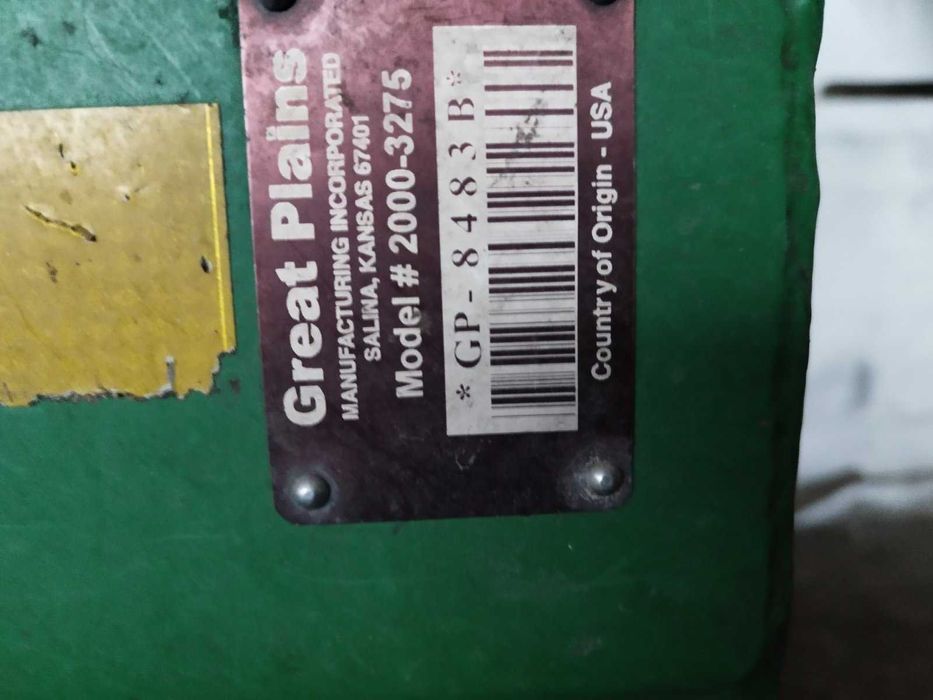 Great Plains
MANUFACTURING INCORPORATED
SALINA, KANSAS 67401
Model # 2000-3275
*GP-8483B*
Country of Origin - USA